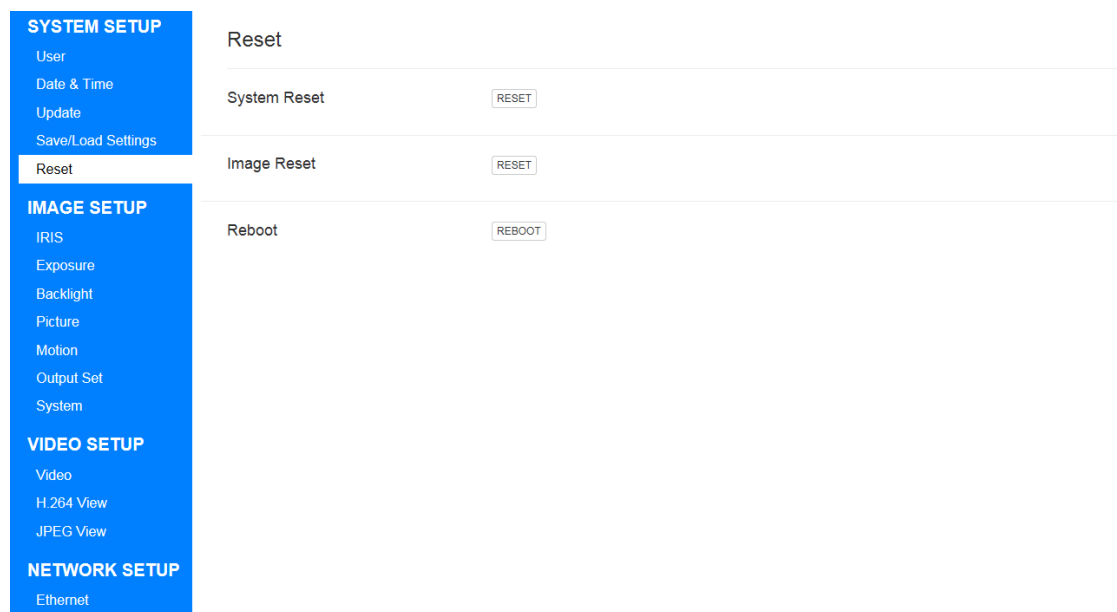 SYSTEM SETUP
User
Date & Time
Update
Save/Load Settings
Reset
IMAGE SETUP
IRIS
Exposure
Backlight
Picture
Motion
Output Set
System
VIDEO SETUP
Video
H.264 View
JPEG View
NETWORK SETUP
Ethernet
Reset
System Reset RESET
Image Reset RESET
Reboot REBOOT